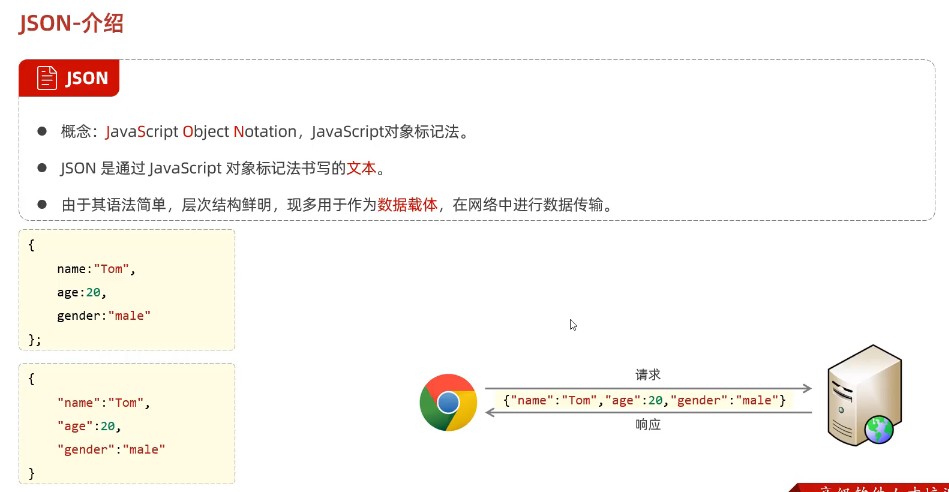 JSON-介绍
JSON
● 概念：JavaScript Object Notation，JavaScript对象标记法。
● JSON 是通过 JavaScript 对象标记法书写的文本。
● 由于其语法简单，层次结构鲜明，现多用于作为数据载体，在网络中进行数据传输。
{
name:"Tom",
age:20,
gender:"male"
};
{
"name":"Tom",
"age":20,
"gender":"male"
}
请求
{"name":"Tom","age":20,"gender":"male"}
响应